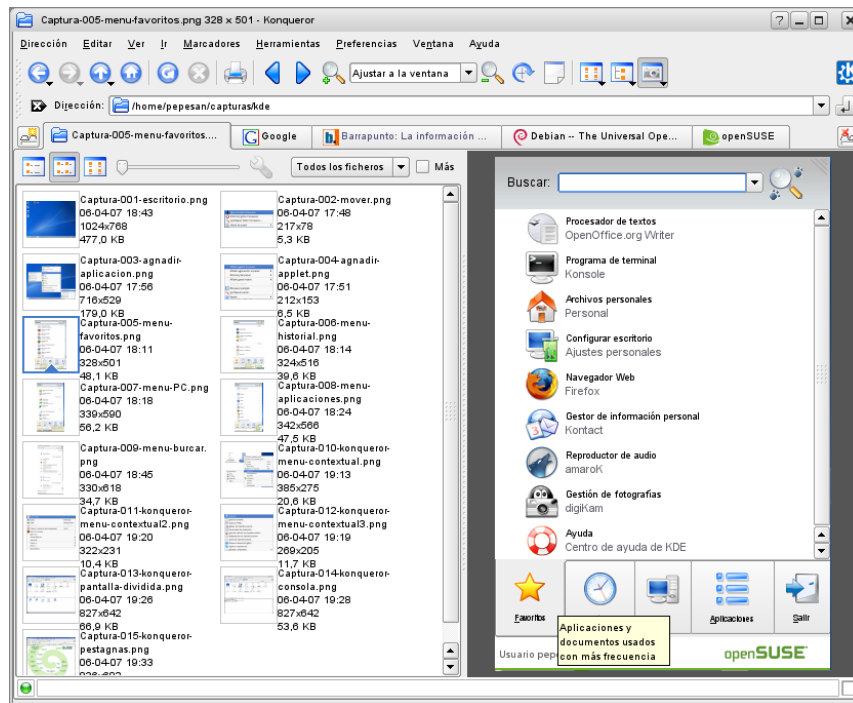 Captura-005-menu-favoritos.png 328 x 501 - Konqueror
Dirección Editar Ver Ir Marcadores Herramientas Preferencias Ventana Ayuda
Ajustar a la ventana
Dirección: /home/pepesan/capturas/kde
Captura-005-menu-favoritos.... Google Barrapunto: La información ... Debian -- The Universal Ope... openSUSE
Todos los ficheros Más
Captura-001-escritorio.png
06-04-07 18:43
1024x768
477,0 KB
Captura-002-mover.png
06-04-07 17:48
217x78
5,3 KB
Captura-003-agnadir-
aplicacion.png
06-04-07 17:56
716x529
179,0 KB
Captura-004-agnadir-
applet.png
06-04-07 17:51
212x153
6,5 KB
Captura-005-menu-
favoritos.png
06-04-07 18:11
328x501
48,1 KB
Captura-006-menu-
historial.png
06-04-07 18:14
324x516
39,6 KB
Captura-007-menu-PC.png
06-04-07 18:18
339x590
56,2 KB
Captura-008-menu-
aplicaciones.png
06-04-07 18:24
342x566
47,5 KB
Captura-009-menu-burcar.
png
06-04-07 18:45
330x618
34,7 KB
Captura-010-konqueror-
menu-contextual.png
06-04-07 19:13
385x275
20,6 KB
Captura-011-konqueror-
menu-contextual2.png
06-04-07 19:20
322x231
10,4 KB
Captura-012-konqueror-
menu-contextual3.png
06-04-07 19:19
269x205
11,7 KB
Captura-013-konqueror-
pantalla-dividida.png
06-04-07 19:26
827x642
66,9 KB
Captura-014-konqueror-
consola.png
06-04-07 19:28
827x642
53,6 KB
Captura-015-konqueror-
pestagnas.png
06-04-07 19:33
Buscar:
Procesador de textos
OpenOffice.org Writer
Programa de terminal
Konsole
Archivos personales
Personal
Configurar escritorio
Ajustes personales
Navegador Web
Firefox
Gestor de información personal
Kontact
Reproductor de audio
amaroK
Gestión de fotografías
digiKam
Ayuda
Centro de ayuda de KDE
Favoritos Aplicaciones Salir
Aplicaciones y
documentos usados
con más frecuencia
Usuario pep
openSUSE